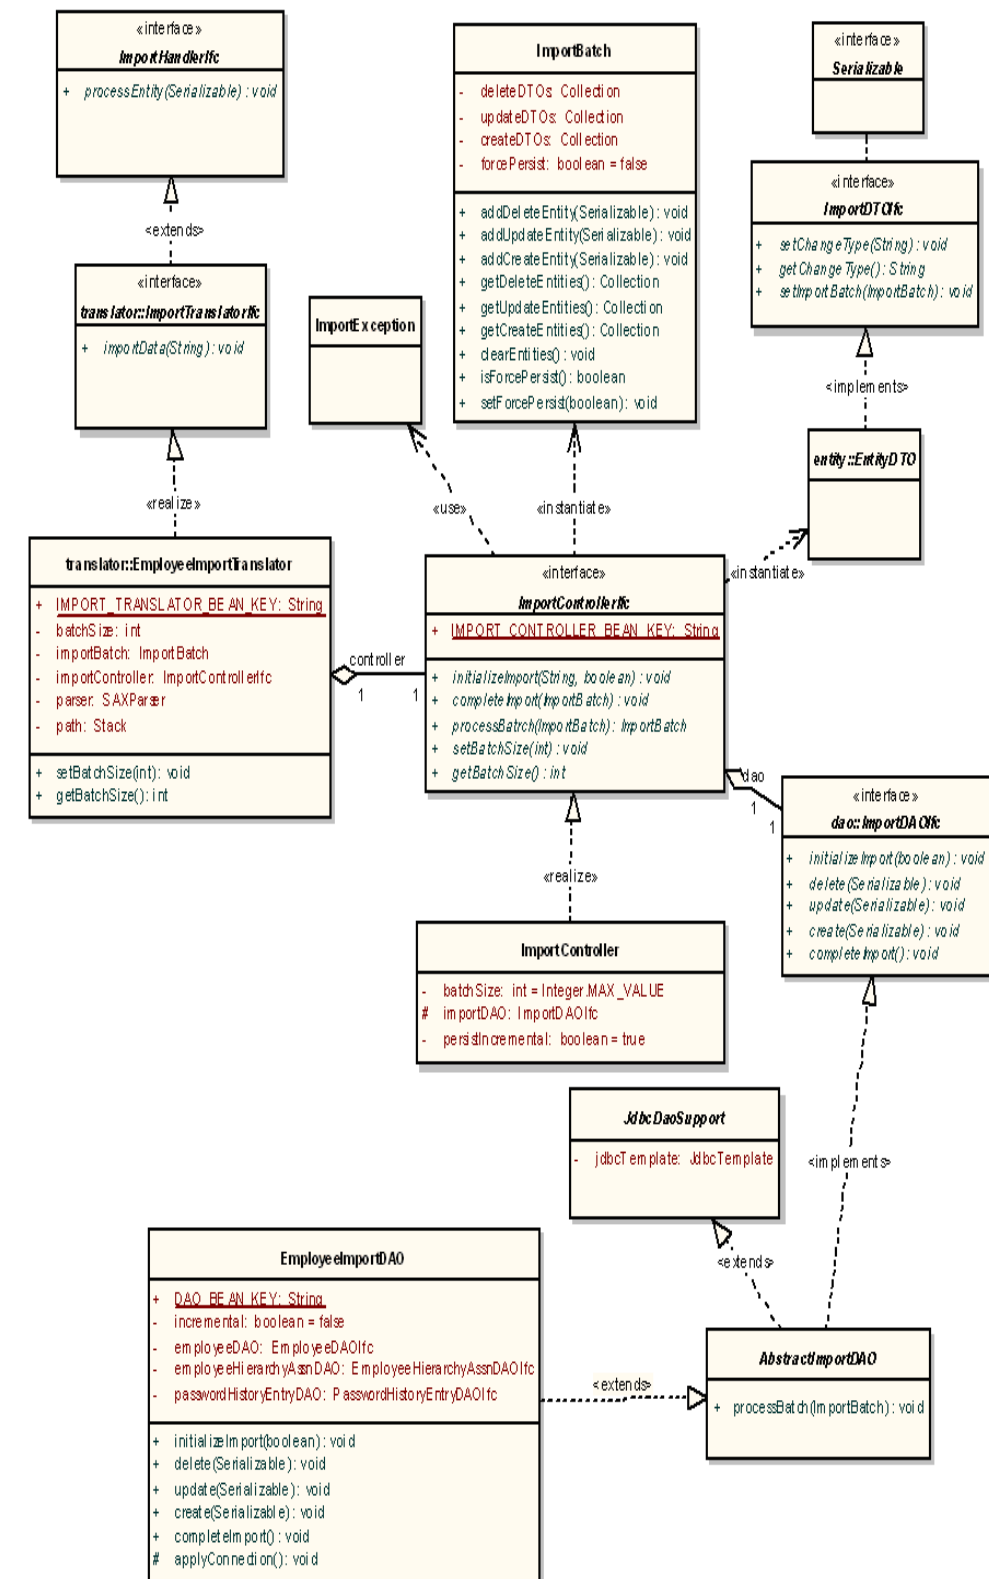 «interface»
ImportHandlerIfc
+ processEntity(Serializable) : void
«extends»
«interface»
translator::ImportTranslatorIfc
+ importData(String) : void
«realize»
translator::EmployeeImportTranslator
+ IMPORT_TRANSLATOR_BEAN_KEY: String
- batchSize: int
- importBatch: ImportBatch
- importController: ImportControllerIfc
- parser: SAXParser
- path: Stack
+ setBatchSize(int) : void
+ getBatchSize() : int
controller
1
1
ImportException
«use»
ImportBatch
- deleteDTOs: Collection
- updateDTOs: Collection
- createDTOs: Collection
- forcePersist: boolean = false
+ addDeleteEntity(Serializable) : void
+ addUpdateEntity(Serializable) : void
+ addCreateEntity(Serializable) : void
+ getDeleteEntities() : Collection
+ getUpdateEntities() : Collection
+ getCreateEntities() : Collection
+ clearEntities() : void
+ isForcePersist() : boolean
+ setForcePersist(boolean) : void
«instantiate»
«interface»
Serializable
«interface»
ImportDTOIfc
+ setChangeType(String) : void
+ getChangeType() : String
+ setImportBatch(ImportBatch) : void
«implements»
entity::EntityDTO
«instantiate»
«interface»
ImportControllerIfc
+ IMPORT_CONTROLLER_BEAN_KEY: String
+ initializeImport(String, boolean) : void
+ completeImport(ImportBatch) : void
+ processBatrch(ImportBatch) : ImportBatch
+ setBatchSize(int) : void
+ getBatchSize() : int
dao
1
1
«realize»
ImportController
- batchSize: int = Integer.MAX_VALUE
# importDAO: ImportDAOIfc
- persistIncremental: boolean = true
«interface»
dao::ImportDAOIfc
+ initializeImport(boolean) : void
+ delete(Serializable) : void
+ update(Serializable) : void
+ create(Serializable) : void
+ completeImport() : void
«implements»
JdbcDaoSupport
- jdbcTemplate: JdbcTemplate
«extends»
AbstractImportDAO
+ processBatch(ImportBatch) : void
«extends»
EmployeeImportDAO
+ DAO_BEAN_KEY: String
- incremental: boolean = false
- employeeDAO: EmployeeDAOIfc
- employeeHierarchyAssnDAO: EmployeeHierarchyAssnDAOIfc
- passwordHistoryEntryDAO: PasswordHistoryEntryDAOIfc
+ initializeImport(boolean) : void
+ delete(Serializable) : void
+ update(Serializable) : void
+ create(Serializable) : void
+ completeImport() : void
# applyConnection() : void